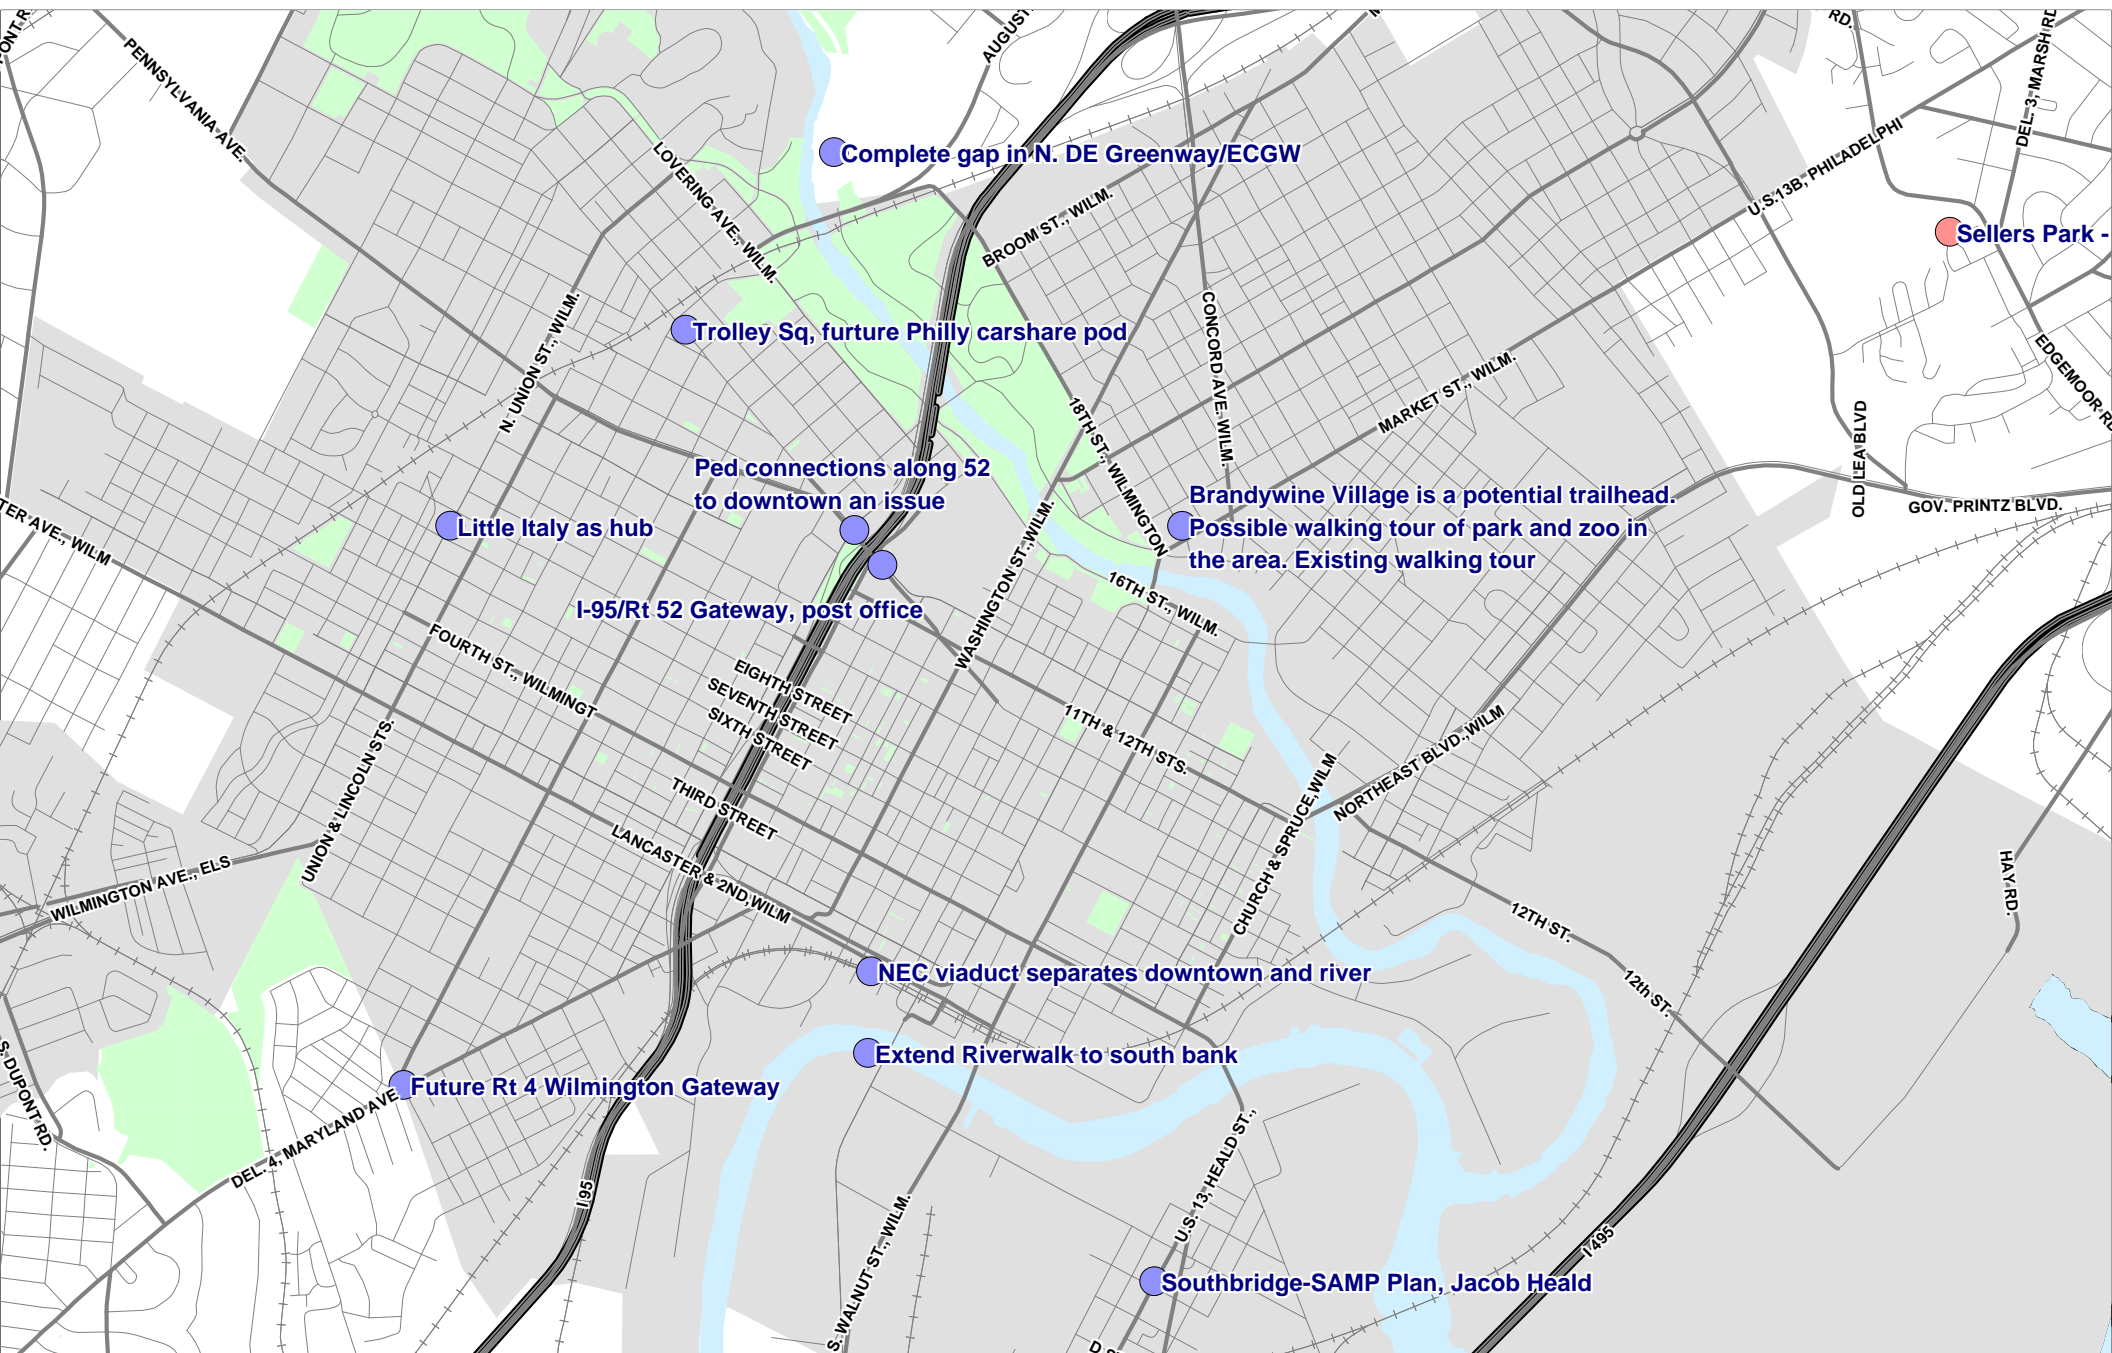 PONT R
PENNSYLVANIA AVE.
AUGUST
RD.
DEL. 3, MARSH RD
U.S.13B, PHILADELPHI
Complete gap in N. DE Greenway/ECGW
LOVERING AVE., WILM.
BROOM ST., WILM.
Sellers Park -
N. UNION ST., WILM.
Trolley Sq, furture Philly carshare pod
CONCORD AVE. WILM.
MARKET ST., WILM.
EDGEMOOR RD
18TH ST., WILMINGTON
OLD LEA BLVD
GOV. PRINTZ BLVD.
Ped connections along 52
to downtown an issue
Brandywine Village is a potential trailhead.
Possible walking tour of park and zoo in
the area. Existing walking tour
Little Italy as hub
TER AVE., WILM
WASHINGTON ST.,WILM.
16TH ST., WILM.
I-95/Rt 52 Gateway, post office
FOURTH ST., WILMINGT
EIGHTH STREET
SEVENTH STREET
SIXTH STREET
11TH & 12TH STS.
NORTHEAST BLVD.,WILM
UNION & LINCOLN STS.
THIRD STREET
LANCASTER & 2ND,WILM
CHURCH & SPRUCE,WILM
WILMINGTON AVE., ELS
HAY RD.
12TH ST.
12th ST.
NEC viaduct separates downtown and river
Extend Riverwalk to south bank
S. DUPONT RD.
Future Rt 4 Wilmington Gateway
DEL. 4, MARYLAND AVE
I 95
U.S. 13, HEALD ST.,
S. WALNUT ST., WILM.
I 495
Southbridge-SAMP Plan, Jacob Heald